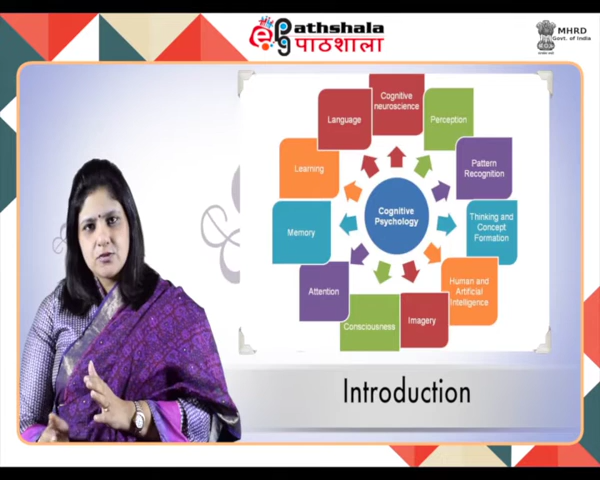 e Pathshala
पाठशाला
MHRD
Govt. of India
Cognitive
neuroscience
Perception
Pattern
Recognition
Thinking and
Concept
Formation
Human and
Artificial
Intelligence
Imagery
Consciousness
Attention
Memory
Learning
Language
Cognitive
Psychology
Introduction